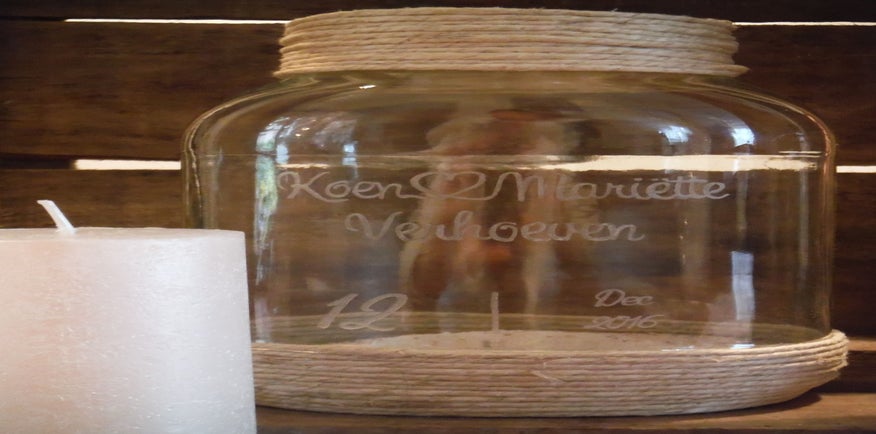 Koen ♡ Mariëtte
Verhoeven
12 Dec
2016